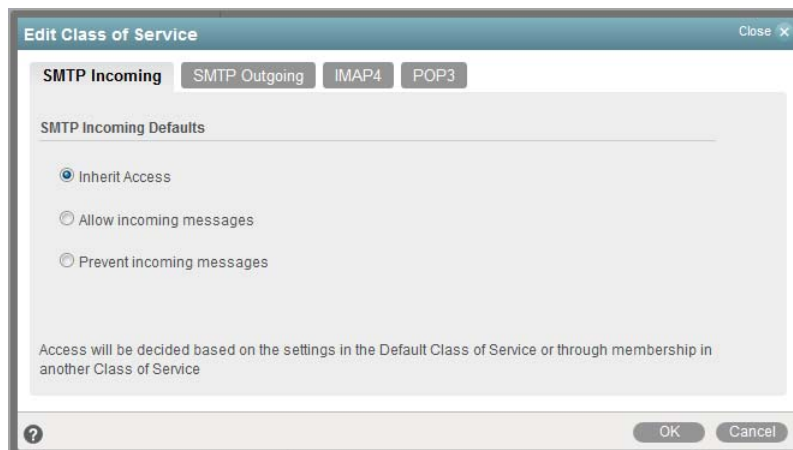 Edit Class of Service
Close
SMTP Incoming SMTP Outgoing IMAP4 POP3
SMTP Incoming Defaults
Inherit Access
Allow incoming messages
Prevent incoming messages
Access will be decided based on the settings in the Default Class of Service or through membership in
another Class of Service
? OK Cancel